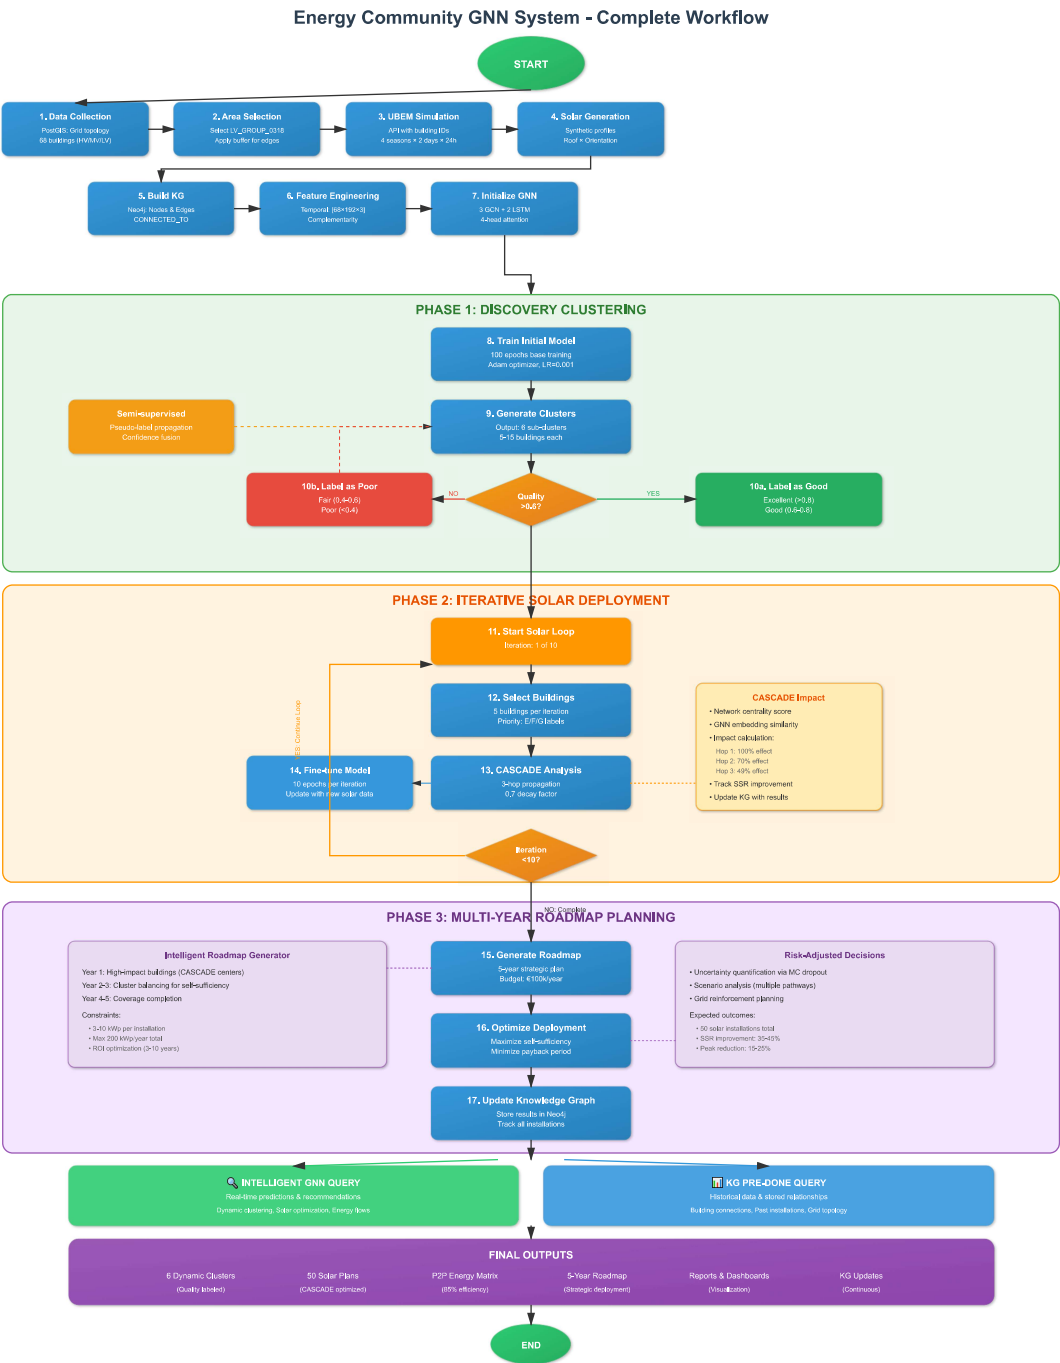 Energy Community GNN System - Complete Workflow
START
1. Data Collection
PostGIS: Grid topology
68 buildings (HV/MV/LV)
2. Area Selection
Select LV_GROUP_0318
Apply buffer for edges
3. UBEM Simulation
API with building IDs
4 seasons × 2 days × 24h
4. Solar Generation
Synthetic profiles
Roof × Orientation
5. Build KG
Neo4j: Nodes & Edges
CONNECTED_TO
6. Feature Engineering
Temporal: (68×192×3)
Complementarity
7. Initialize GNN
3 GCN + 2 LSTM
4-head attention
PHASE 1: DISCOVERY CLUSTERING
8. Train Initial Model
100 epochs base training
Adam optimizer, LR=0.001
Semi-supervised
Pseudo-label propagation
Confidence fusion
9. Generate Clusters
Output: 6 sub-clusters
5-15 buildings each
10b. Label as Poor
Fair (0.4-0.6)
Poor (<0.4)
NO
Quality
>0.6?
YES
10a. Label as Good
Excellent (>0.8)
Good (0.6-0.8)
PHASE 2: ITERATIVE SOLAR DEPLOYMENT
11. Start Solar Loop
Iteration: 1 of 10
12. Select Buildings
5 buildings per iteration
Priority: E/F/G labels
YES: Continue Loop
14. Fine-tune Model
10 epochs per iteration
Update with new solar data
13. CASCADE Analysis
3-hop propagation
0.7 decay factor
CASCADE Impact
• Network centrality score
• GNN embedding similarity
• Impact calculation:
Hop 1: 100% effect
Hop 2: 70% effect
Hop 3: 49% effect
• Track SSR improvement
• Update KG with results
Iteration
<10?
NO: Complete
PHASE 3: MULTI-YEAR ROADMAP PLANNING
Intelligent Roadmap Generator
Year 1: High-impact buildings (CASCADE centers)
Year 2-3: Cluster balancing for self-sufficiency
Year 4-5: Coverage completion
Constraints:
• 3-10 kWp per installation
• Max 200 kWp/year total
• ROI optimization (3-10 years)
15. Generate Roadmap
5-year strategic plan
Budget: €100k/year
16. Optimize Deployment
Maximize self-sufficiency
Minimize payback period
17. Update Knowledge Graph
Store results in Neo4j
Track all installations
Risk-Adjusted Decisions
• Uncertainty quantification via MC dropout
• Scenario analysis (multiple pathways)
• Grid reinforcement planning
Expected outcomes:
• 50 solar installations total
• SSR improvement: 35-45%
• Peak reduction: 15-25%
INTELLIGENT GNN QUERY
Real-time predictions & recommendations
Dynamic clustering, Solar optimization, Energy flows
KG PRE-DONE QUERY
Historical data & stored relationships
Building connections, Past installations, Grid topology
FINAL OUTPUTS
6 Dynamic Clusters
(Quality labeled)
50 Solar Plans
(CASCADE optimized)
P2P Energy Matrix
(85% efficiency)
5-Year Roadmap
(Strategic deployment)
Reports & Dashboards
(Visualization)
KG Updates
(Continuous)
END